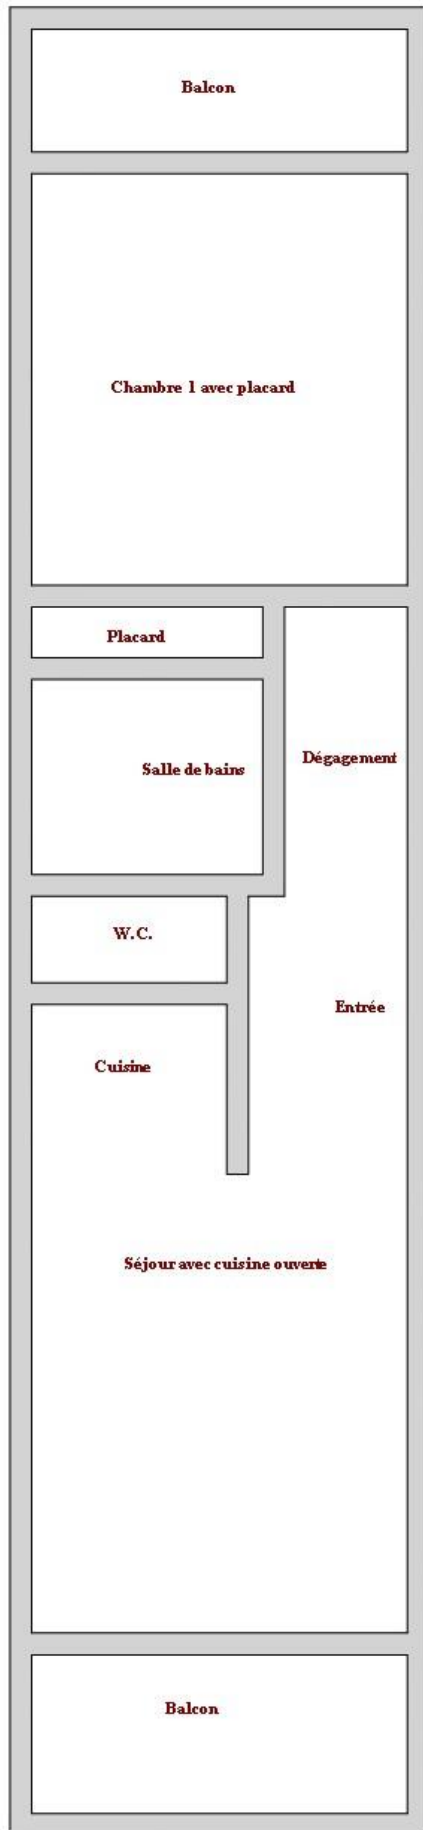 Balcon
Chambre 1 avec placard
Placard
Dégagement
Salle de bains
W.C.
Entrée
Cuisine
Séjour avec cuisine ouverte
Balcon